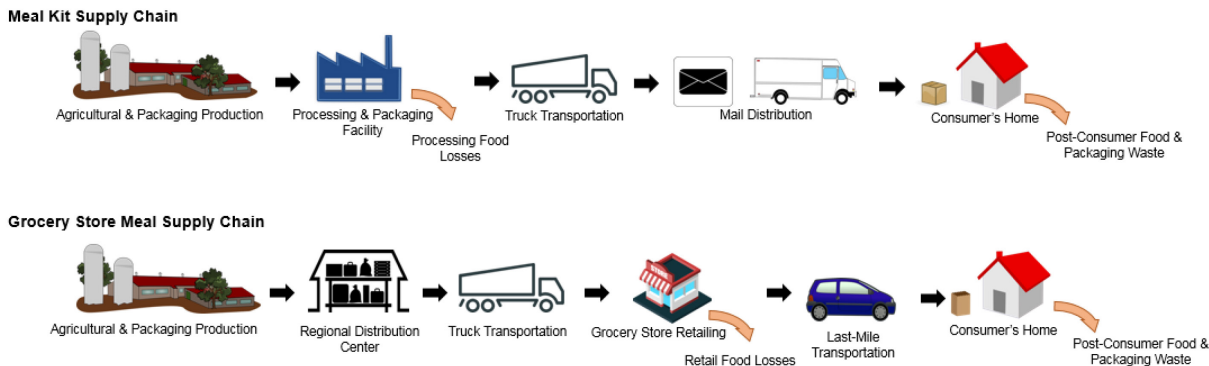 Meal Kit Supply Chain
Agricultural & Packaging Production
Processing & Packaging
Facility
Processing Food
Losses
Truck Transportation
Mail Distribution
Consumer's Home
Post-Consumer Food &
Packaging Waste
Grocery Store Meal Supply Chain
Agricultural & Packaging Production
Regional Distribution
Center
Truck Transportation
STORE
Grocery Store Retailing
Retail Food Losses
Last-Mile
Transportation
Consumer's Home
Post-Consumer Food &
Packaging Waste